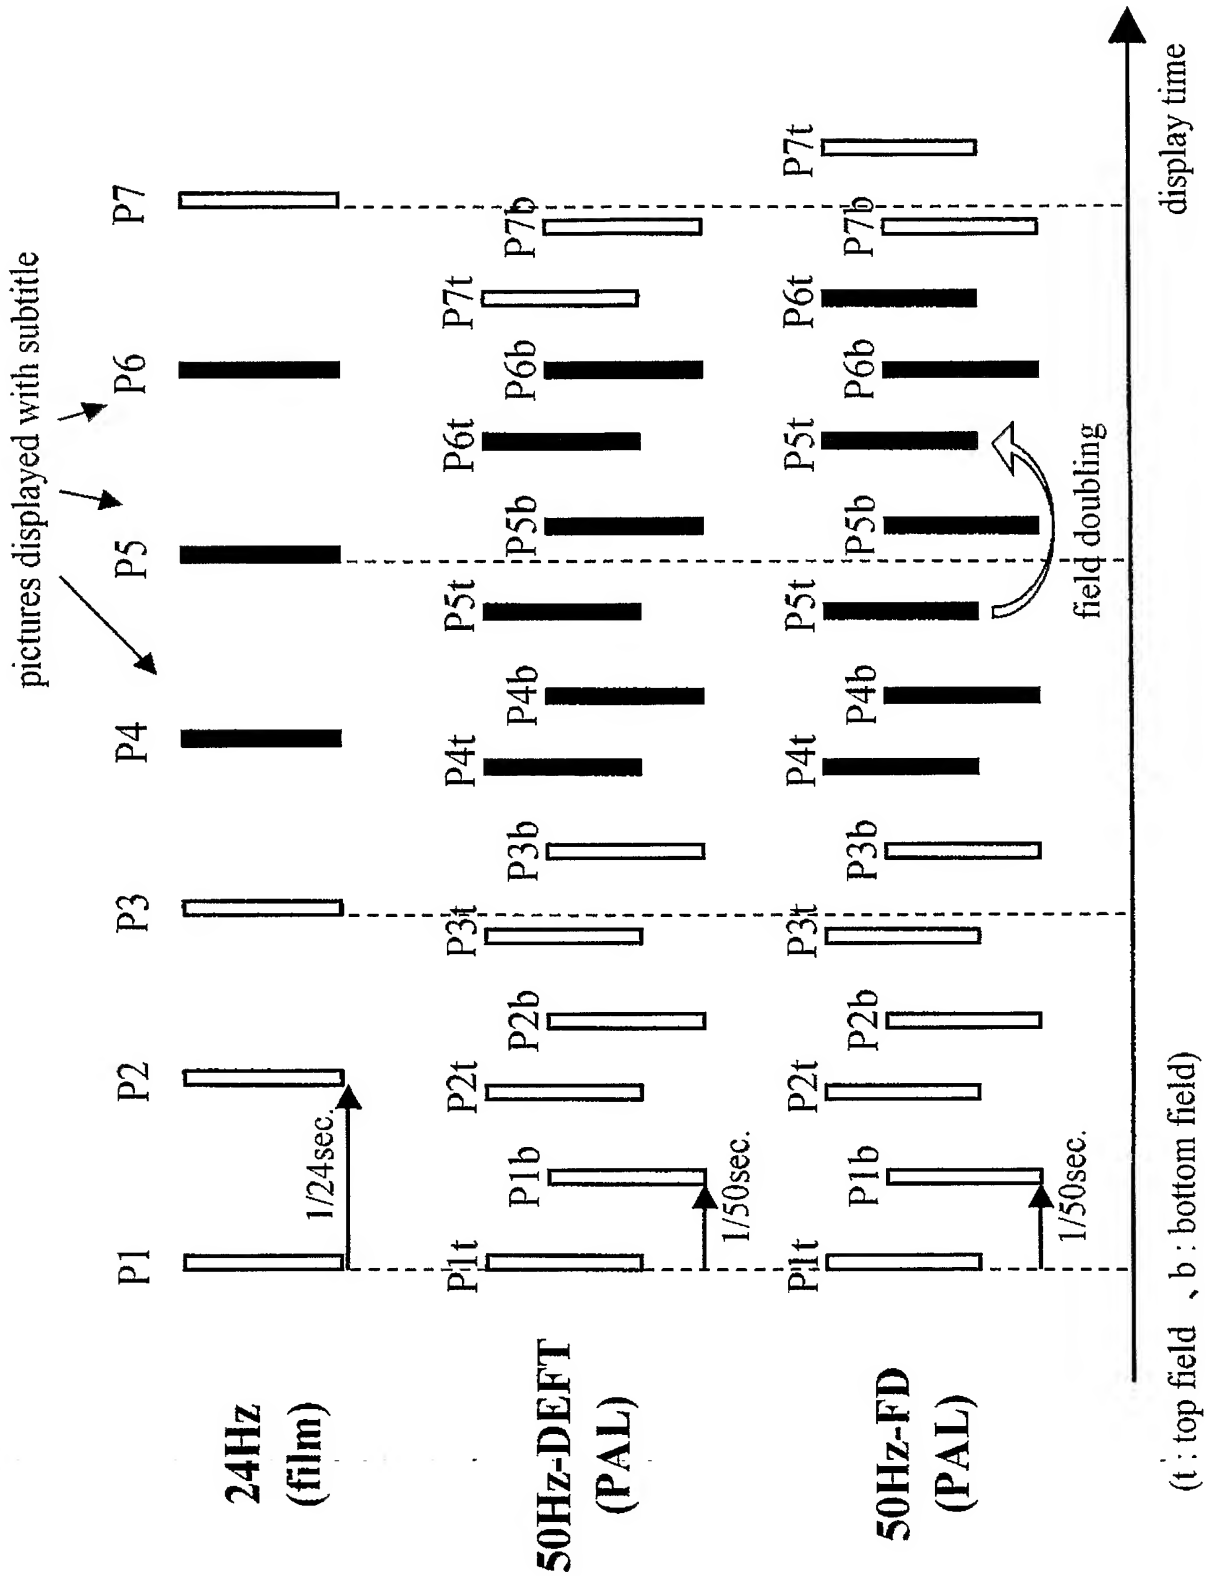 pictures displayed with subtitle
24Hz
(film)
P1
P2
P3
P4
P5
P6
P7
1/24sec.
50Hz-DEFT
(PAL)
P1t
P1b
P2t
P2b
P3t
P3b
P4t
P4b
P5t
P5b
P6t
P6b
P7t
P7b
1/50sec.
50Hz-FD
(PAL)
P1t
P1b
P2t
P2b
P3t
P3b
P4t
P4b
P5t
P5b
P5t
P6b
P6t
P7b
P7t
1/50sec.
field doubling
display time
(t : top field 、b : bottom field)